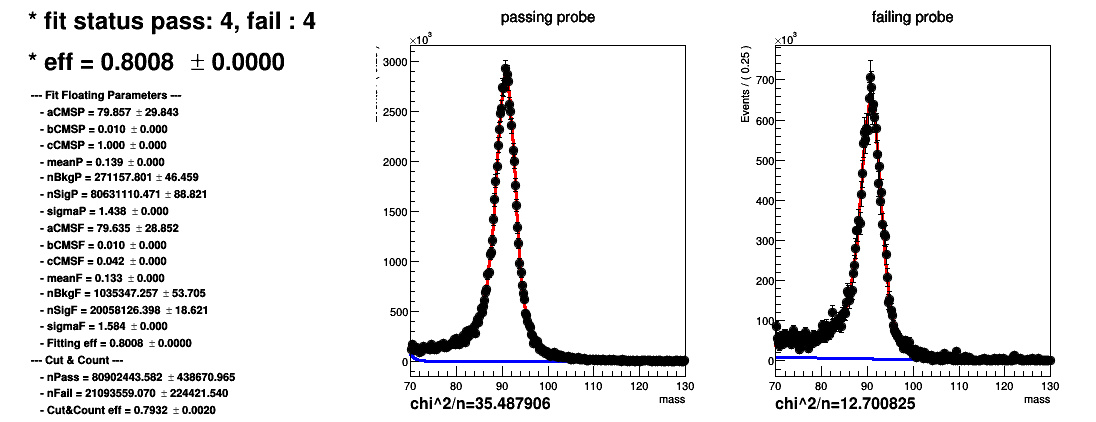 * fit status pass: 4, fail : 4
* eff = 0.8008 ± 0.0000
--- Fit Floating Parameters ---
- aCMSP = 79.857 ± 29.843
- bCMSP = 0.010 ± 0.000
- cCMSP = 1.000 ± 0.000
- meanP = 0.139 ± 0.000
- nBkgP = 271157.801 ± 46.459
- nSigP = 80631110.471 ± 88.821
- sigmaP = 1.438 ± 0.000
- aCMSF = 79.635 ± 28.852
- bCMSF = 0.010 ± 0.000
- cCMSF = 0.042 ± 0.000
- meanF = 0.133 ± 0.000
- nBkgF = 1035347.257 ± 53.705
- nSigF = 20058126.398 ± 18.621
- sigmaF = 1.584 ± 0.000
- Fitting eff = 0.8008 ± 0.0000
--- Cut & Count ---
- nPass = 80902443.582 ± 438670.965
- nFail = 21093559.070 ± 224421.540
- Cut&Count eff = 0.7932 ± 0.0020
passing probe
×10³
3000
2500
2000
1500
1000
500
0
70 80 90 100 110 120 130
mass
chi^2/n=35.487906
failing probe
×10³
Events / ( 0.25 )
700
600
500
400
300
200
100
0
70 80 90 100 110 120 130
mass
chi^2/n=12.700825